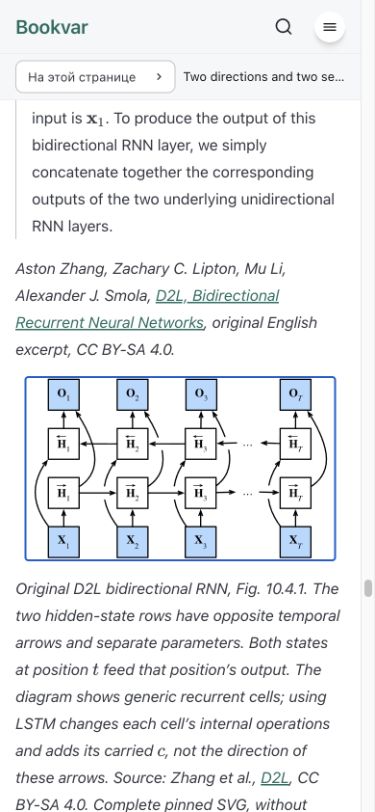 Bookvar
На этой странице
Two directions and two se...
input is x₁. To produce the output of this
bidirectional RNN layer, we simply
concatenate together the corresponding
outputs of the two underlying unidirectional
RNN layers.
Aston Zhang, Zachary C. Lipton, Mu Li,
Alexander J. Smola, D2L, Bidirectional
Recurrent Neural Networks, original English
excerpt, CC BY-SA 4.0.
O₁ O₂ O₃ O_T
H₁ H₂ H₃ ... H_T
H₁ H₂ H₃ ... H_T
X₁ X₂ X₃ X_T
Original D2L bidirectional RNN, Fig. 10.4.1. The
two hidden-state rows have opposite temporal
arrows and separate parameters. Both states
at position t feed that position’s output. The
diagram shows generic recurrent cells; using
LSTM changes each cell’s internal operations
and adds its carried c, not the direction of
these arrows. Source: Zhang et al., D2L, CC
BY-SA 4.0. Complete pinned SVG, without